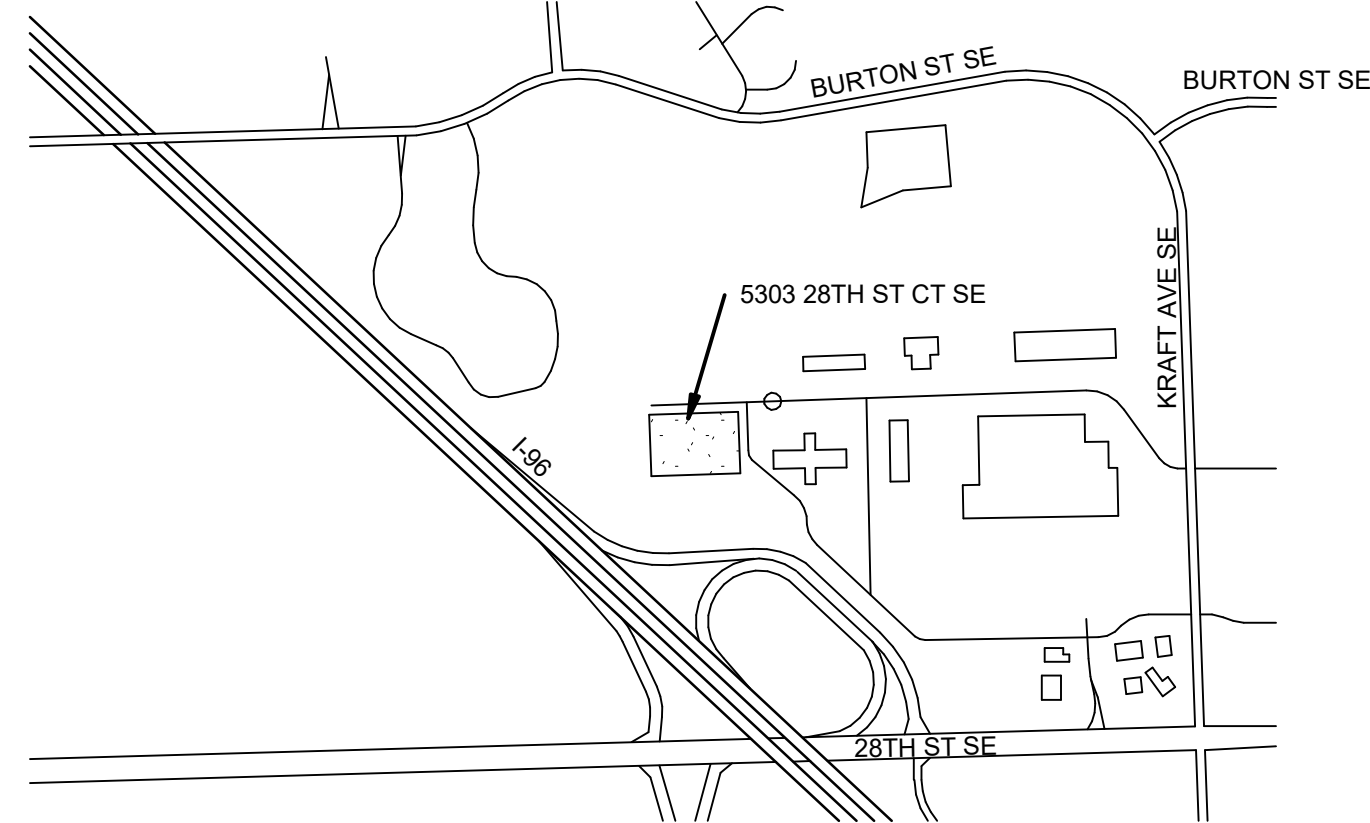 BURTON ST SE
BURTON ST SE
KRAFT AVE SE
5303 28TH ST CT SE
I-96
28TH ST SE